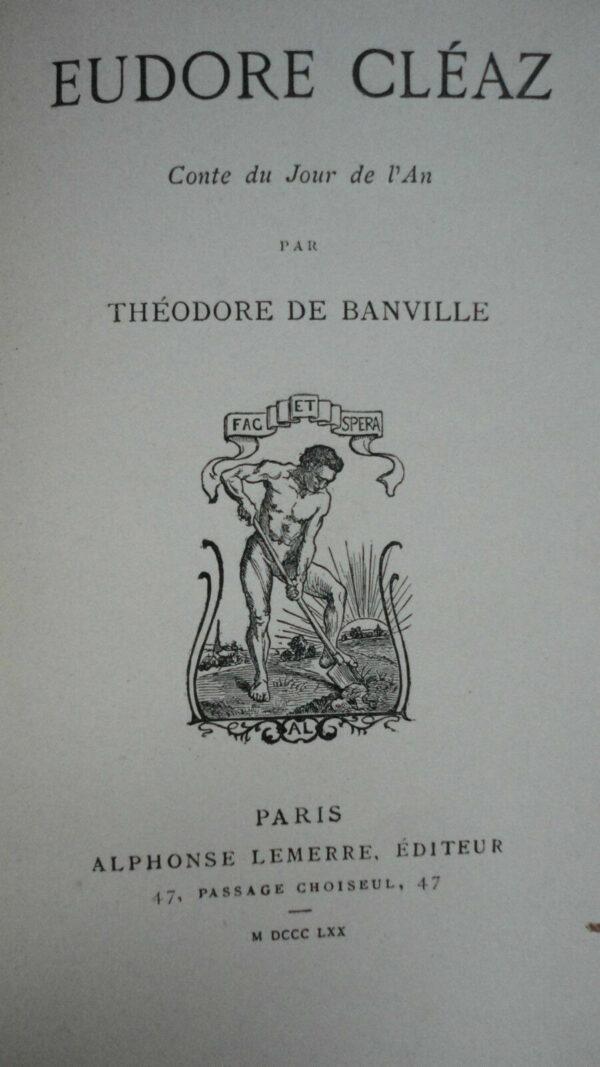 EUDORE CLÉAZ
Conte du Jour de l'An
PAR
THÉODORE DE BANVILLE
FAC ET SPERA
AL
PARIS
ALPHONSE LEMERRE, ÉDITEUR
47, PASSAGE CHOISEUL, 47
M DCCC LXX